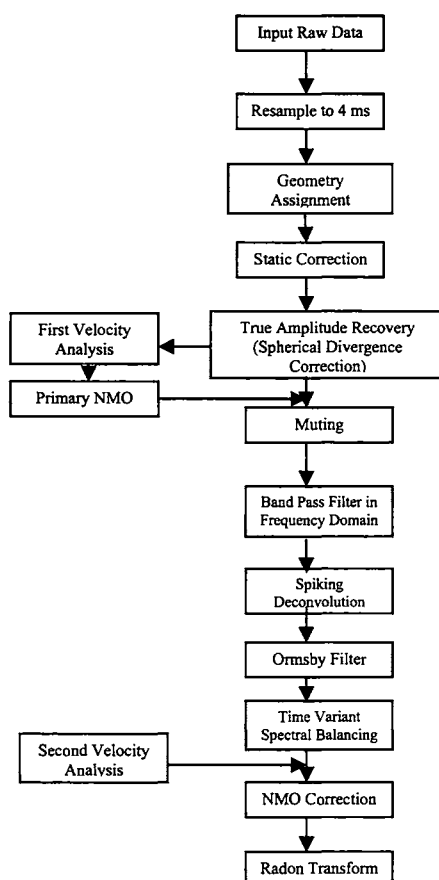 Input Raw Data
Resample to 4 ms
Geometry
Assignment
Static Correction
First Velocity
Analysis
True Amplitude Recovery
(Spherical Divergence
Correction)
Primary NMO
Muting
Band Pass Filter in
Frequency Domain
Spiking
Deconvolution
Ormsby Filter
Time Variant
Spectral Balancing
Second Velocity
Analysis
NMO Correction
Radon Transform